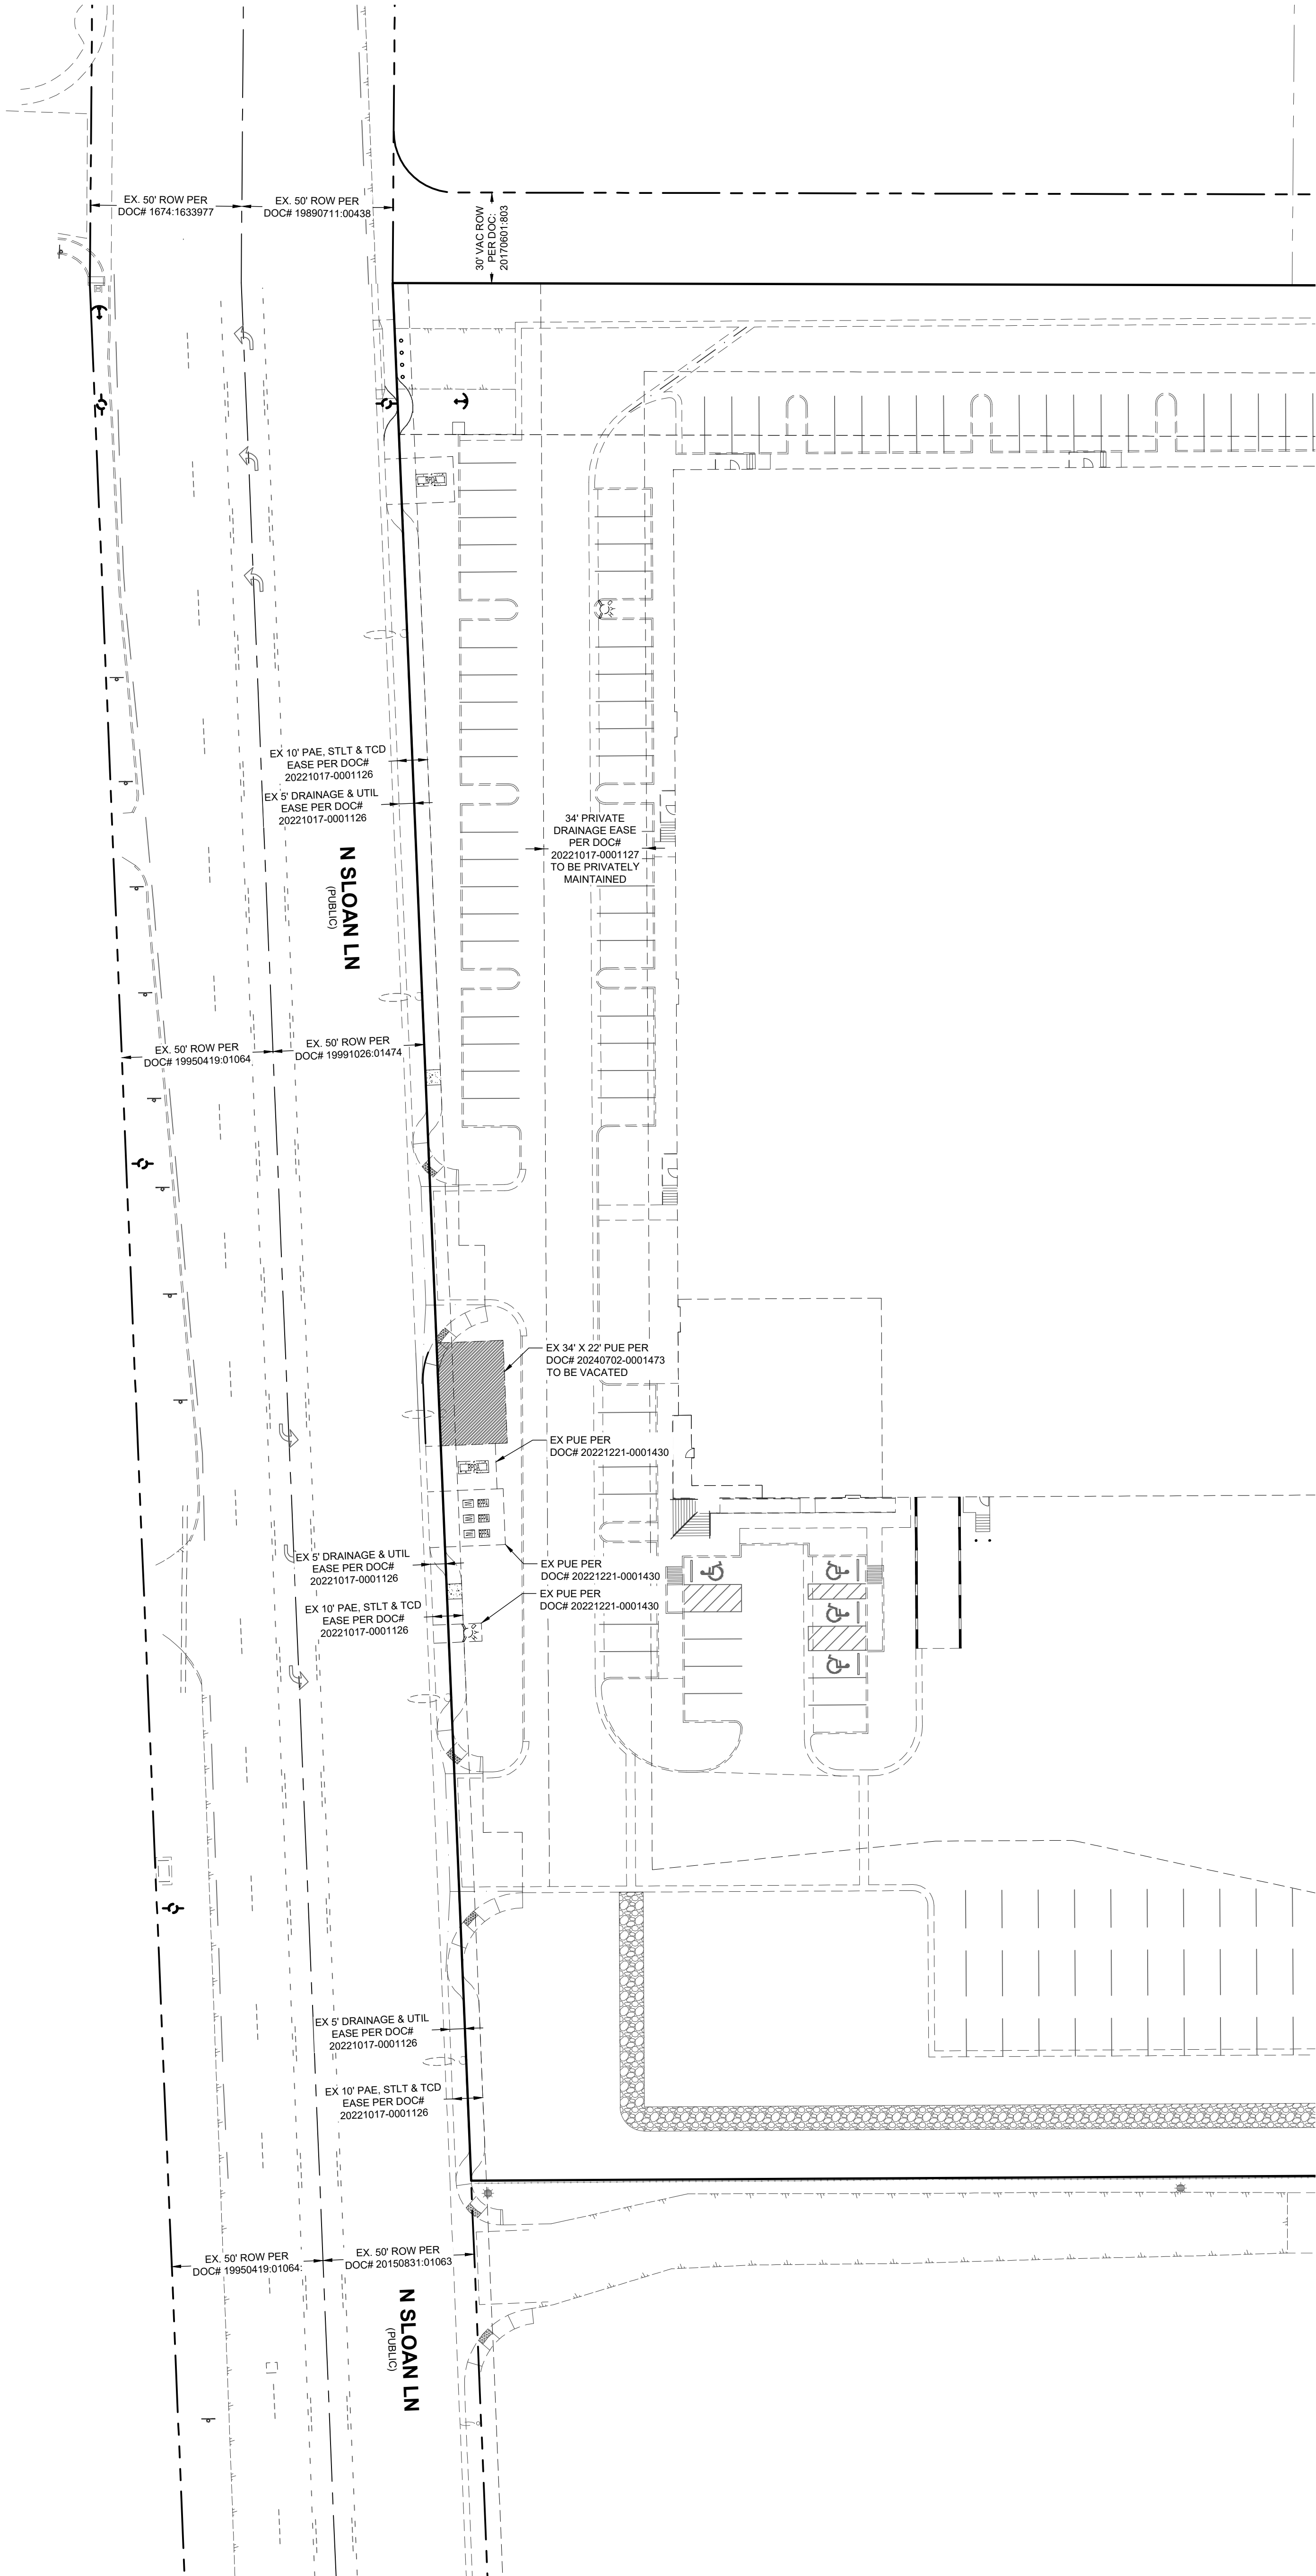 EX. 50' ROW PER
DOC# 1674:1633977
EX. 50' ROW PER
DOC# 19890711:00438
30' VAC ROW
PER DOC:
20170601:803
RPDA
EX 10' PAE, STLT & TCD
EASE PER DOC#
20221017-0001126
EX 5' DRAINAGE & UTIL
EASE PER DOC#
20221017-0001126
34' PRIVATE
DRAINAGE EASE
PER DOC#
20221017-0001127
TO BE PRIVATELY
MAINTAINED
N SLOAN LN
(PUBLIC)
EX. 50' ROW PER
DOC# 19950419:01064
EX. 50' ROW PER
DOC# 19991026:01474
EX 34' X 22' PUE PER
DOC# 20240702-0001473
TO BE VACATED
EX PUE PER
DOC# 20221221-0001430
RPDA
RPPA
RPPA
RPPA
EX 5' DRAINAGE & UTIL
EASE PER DOC#
20221017-0001126
EX PUE PER
DOC# 20221221-0001430
EX PUE PER
DOC# 20221221-0001430
EX 10' PAE, STLT & TCD
EASE PER DOC#
20221017-0001126
EX 5' DRAINAGE & UTIL
EASE PER DOC#
20221017-0001126
EX 10' PAE, STLT & TCD
EASE PER DOC#
20221017-0001126
EX. 50' ROW PER
DOC# 19950419:01064:
EX. 50' ROW PER
DOC# 20150831:01063
N SLOAN LN
(PUBLIC)